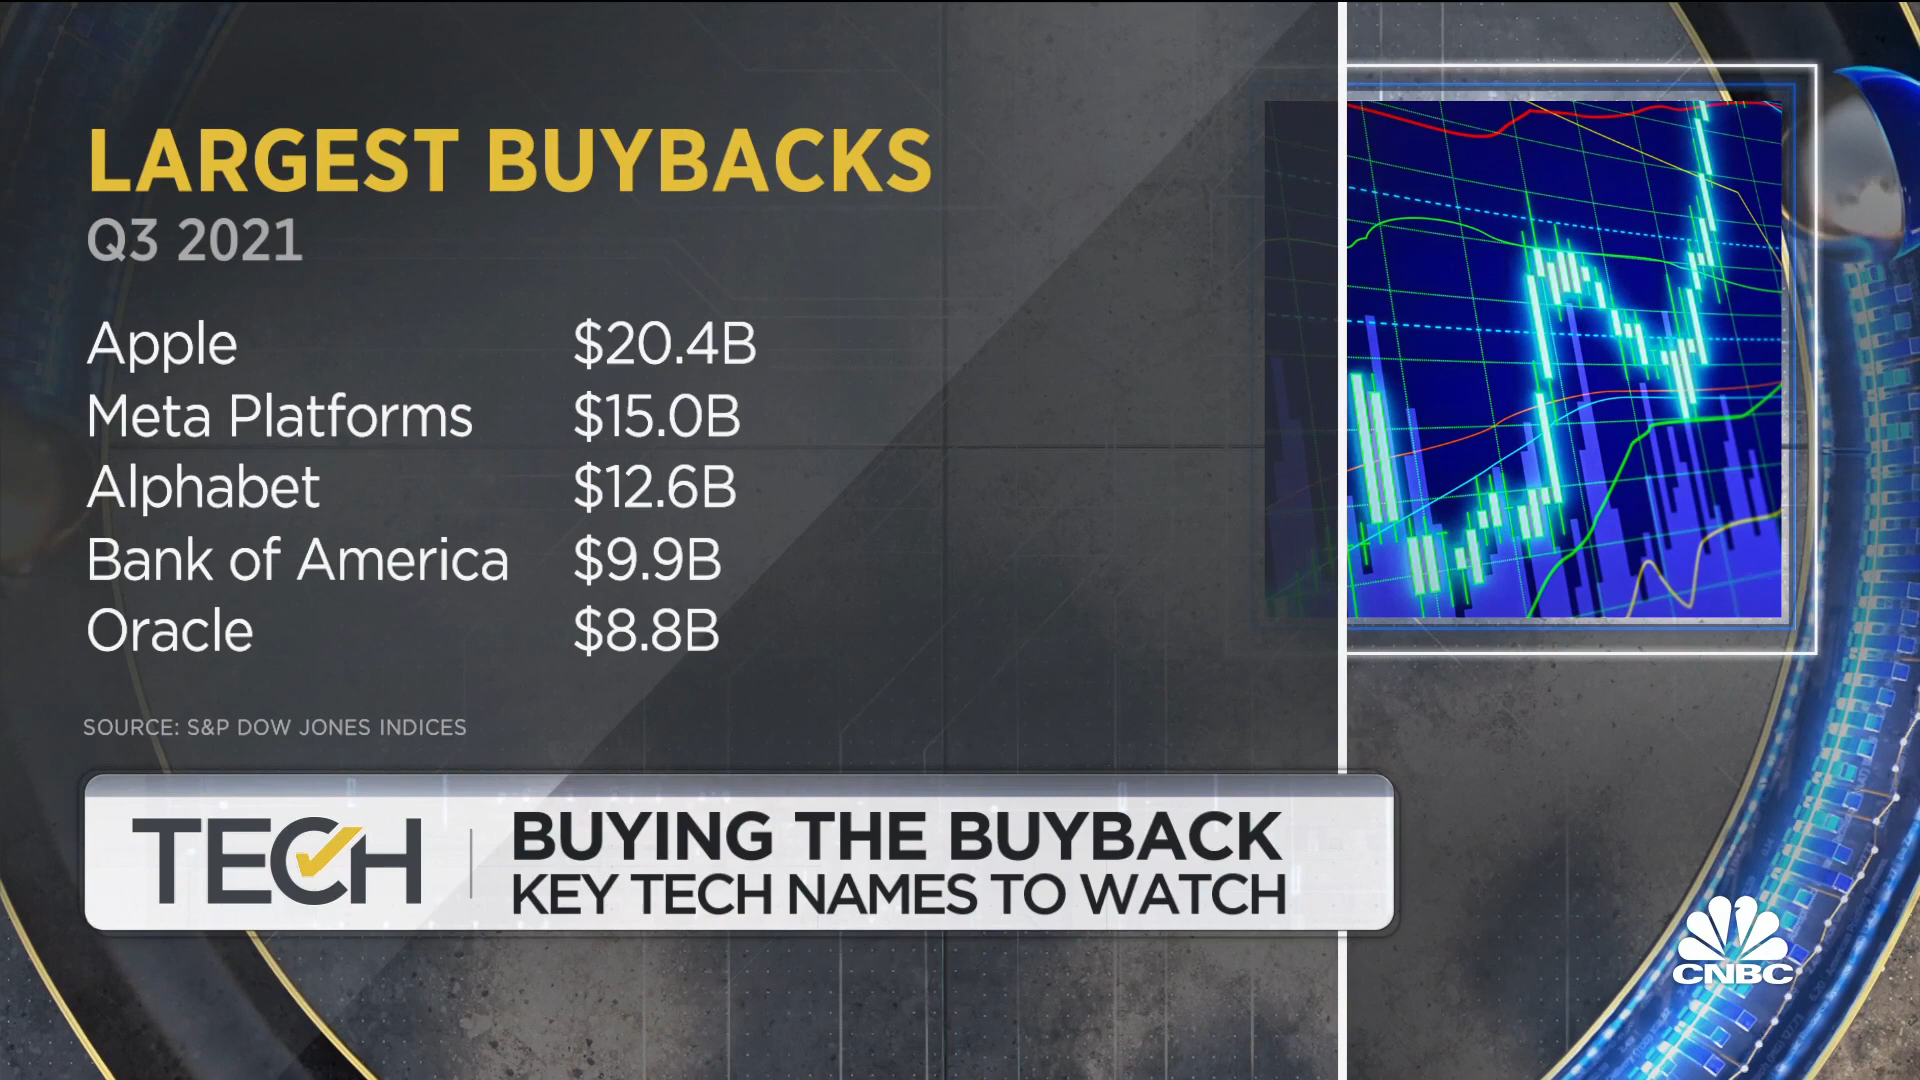 LARGEST BUYBACKS
Q3 2021
Apple $20.4B
Meta Platforms $15.0B
Alphabet $12.6B
Bank of America $9.9B
Oracle $8.8B
SOURCE: S&P DOW JONES INDICES
TECH
BUYING THE BUYBACK
KEY TECH NAMES TO WATCH
CNBC